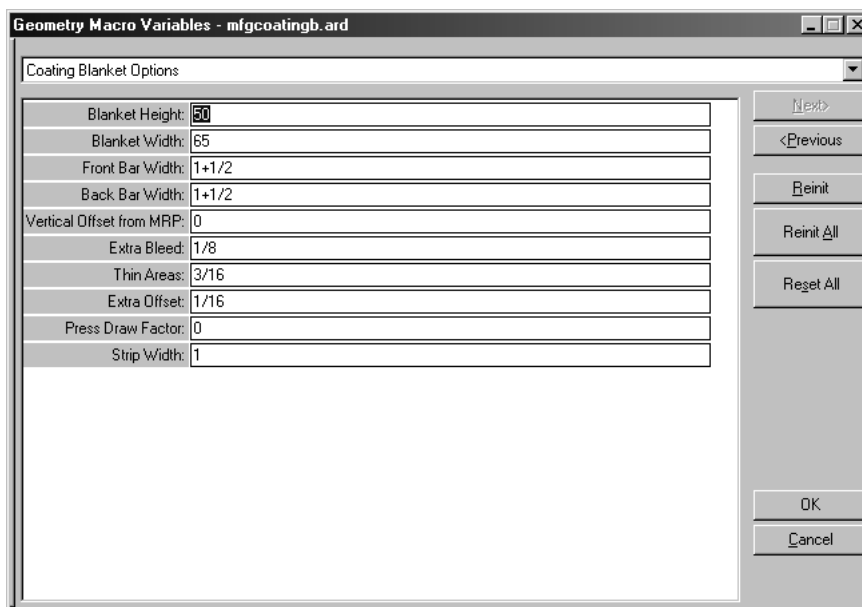 Geometry Macro Variables - mfgcoatingb.ard
Coating Blanket Options
Blanket Height: 50
Blanket Width: 65
Front Bar Width: 1+1/2
Back Bar Width: 1+1/2
Vertical Offset from MRP: 0
Extra Bleed: 1/8
Thin Areas: 3/16
Extra Offset: 1/16
Press Draw Factor: 0
Strip Width: 1
Next>
<Previous
Reinit
Reinit All
Reset All
OK
Cancel